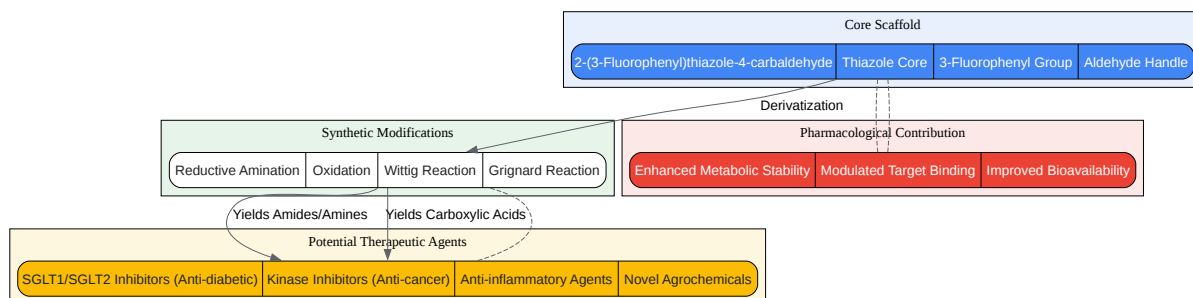 Core Scaffold
2-(3-Fluorophenyl)thiazole-4-carbaldehyde Thiazole Core 3-Fluorophenyl Group Aldehyde Handle
Derivatization
Synthetic Modifications Pharmacological Contribution
Reductive Amination Oxidation Wittig Reaction Grignard Reaction Enhanced Metabolic Stability Modulated Target Binding Improved Bioavailability
Yields Amides/Amines Yields Carboxylic Acids
Potential Therapeutic Agents
SGLT1/SGLT2 Inhibitors (Anti-diabetic) Kinase Inhibitors (Anti-cancer) Anti-inflammatory Agents Novel Agrochemicals